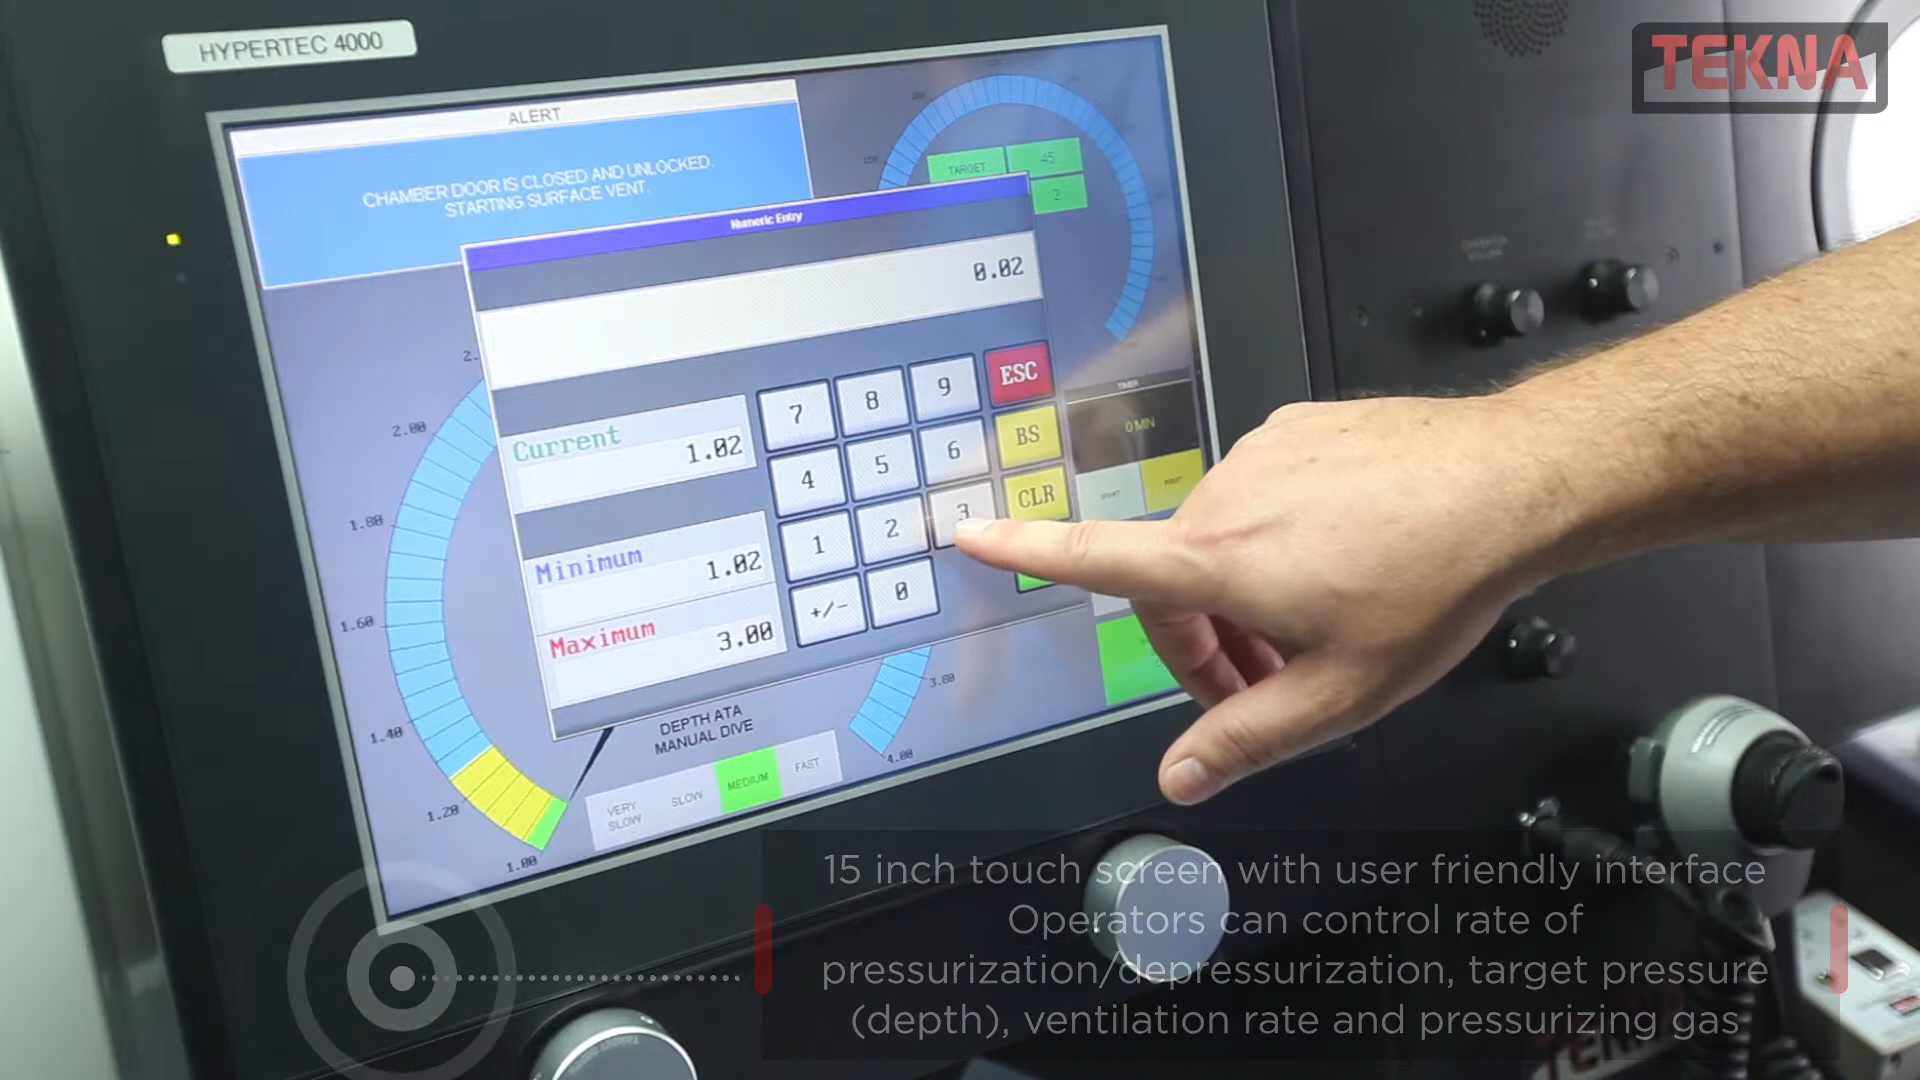 HYPERTEC 4000
TEKNA
ALERT
CHAMBER DOOR IS CLOSED AND UNLOCKED.
STARTING SURFACE VENT.
TARGET 45
2
Numeric Entry
0.02
7 8 9 ESC
Current
1.02
4 5 6 BS
1 2 3 CLR
Minimum
1.02
+/- 0
Maximum
3.00
TIMER
0 MIN
START
2.00
1.80
1.60
1.40
1.20
1.00
3.80
4.00
DEPTH ATA
MANUAL DIVE
VERY
SLOW
SLOW
MEDIUM
FAST
15 inch touch screen with user friendly interface
Operators can control rate of
pressurization/depressurization, target pressure
(depth), ventilation rate and pressurizing gas
TEKNA